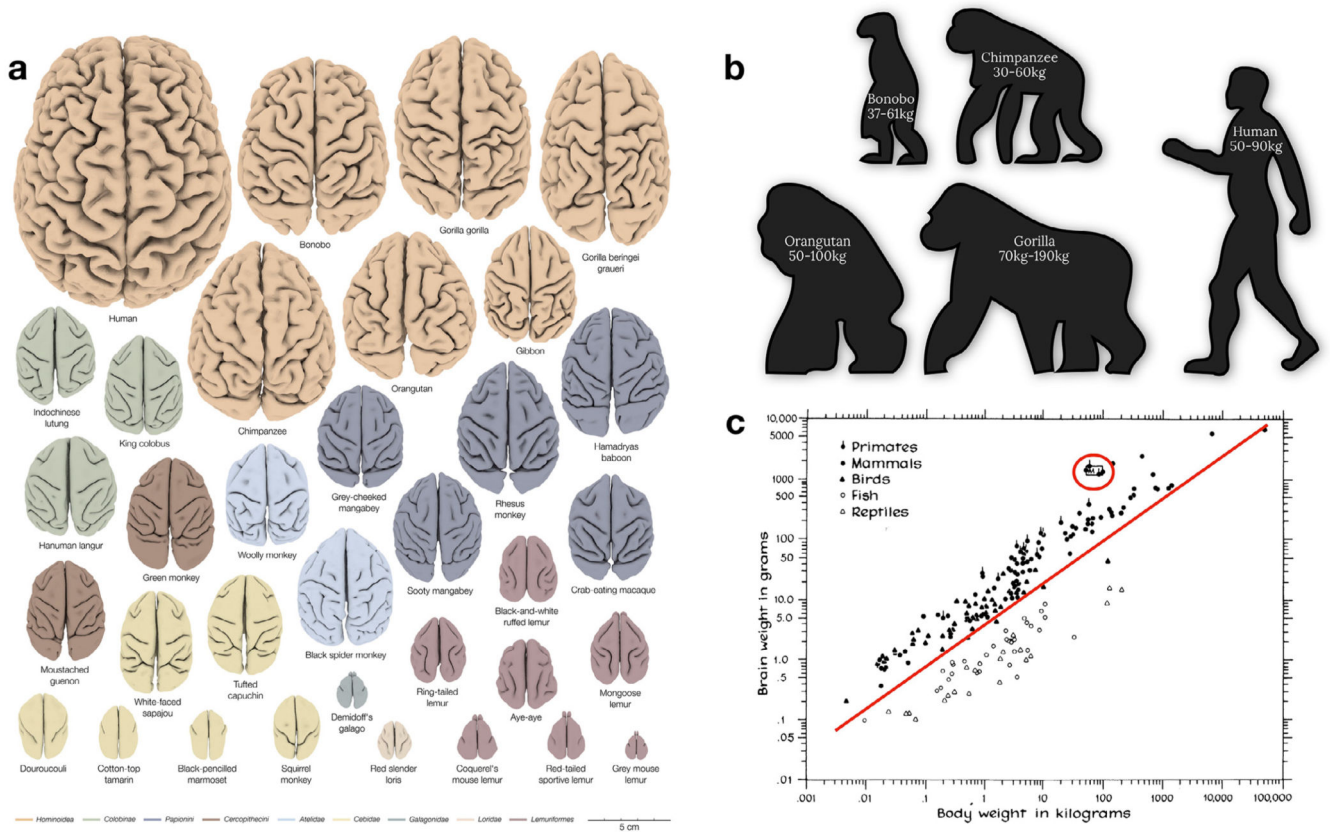 a
Human
Bonobo
Gorilla gorilla
Gorilla beringei
graueri
Chimpanzee
Orangutan
Gibbon
Indochinese
lutung
King colobus
Hamadryas
baboon
Grey-cheeked
mangabey
Rhesus
monkey
Hanuman langur
Green monkey
Woolly monkey
Sooty mangabey
Crab-eating macaque
Black-and-white
ruffed lemur
Moustached
guenon
White-faced
sapajou
Tufted
capuchin
Black spider monkey
Ring-tailed
lemur
Aye-aye
Mongoose
lemur
Demidoff's
galago
Douroucouli
Cotton-top
tamarin
Black-pencilled
marmoset
Squirrel
monkey
Red slender
loris
Coquerel's
mouse lemur
Red-tailed
sportive lemur
Grey mouse
lemur
Hominoidea Colobinae Papionini Cercopithecini Atelidae Cebidae Galagonidae Loridae Lemuriformes
5 cm
b
Bonobo
37-61kg
Chimpanzee
30-60kg
Human
50-90kg
Orangutan
50-100kg
Gorilla
70kg-190kg
c
Primates
Mammals
Birds
Fish
Reptiles
Brain weight in grams
10,000
5000
1000
500
100
50
10.0
5.0
1.0
.5
.1
.05
.01
.001 .01 .1 1 10 100 1000 10,000 100,000
Body weight in kilograms